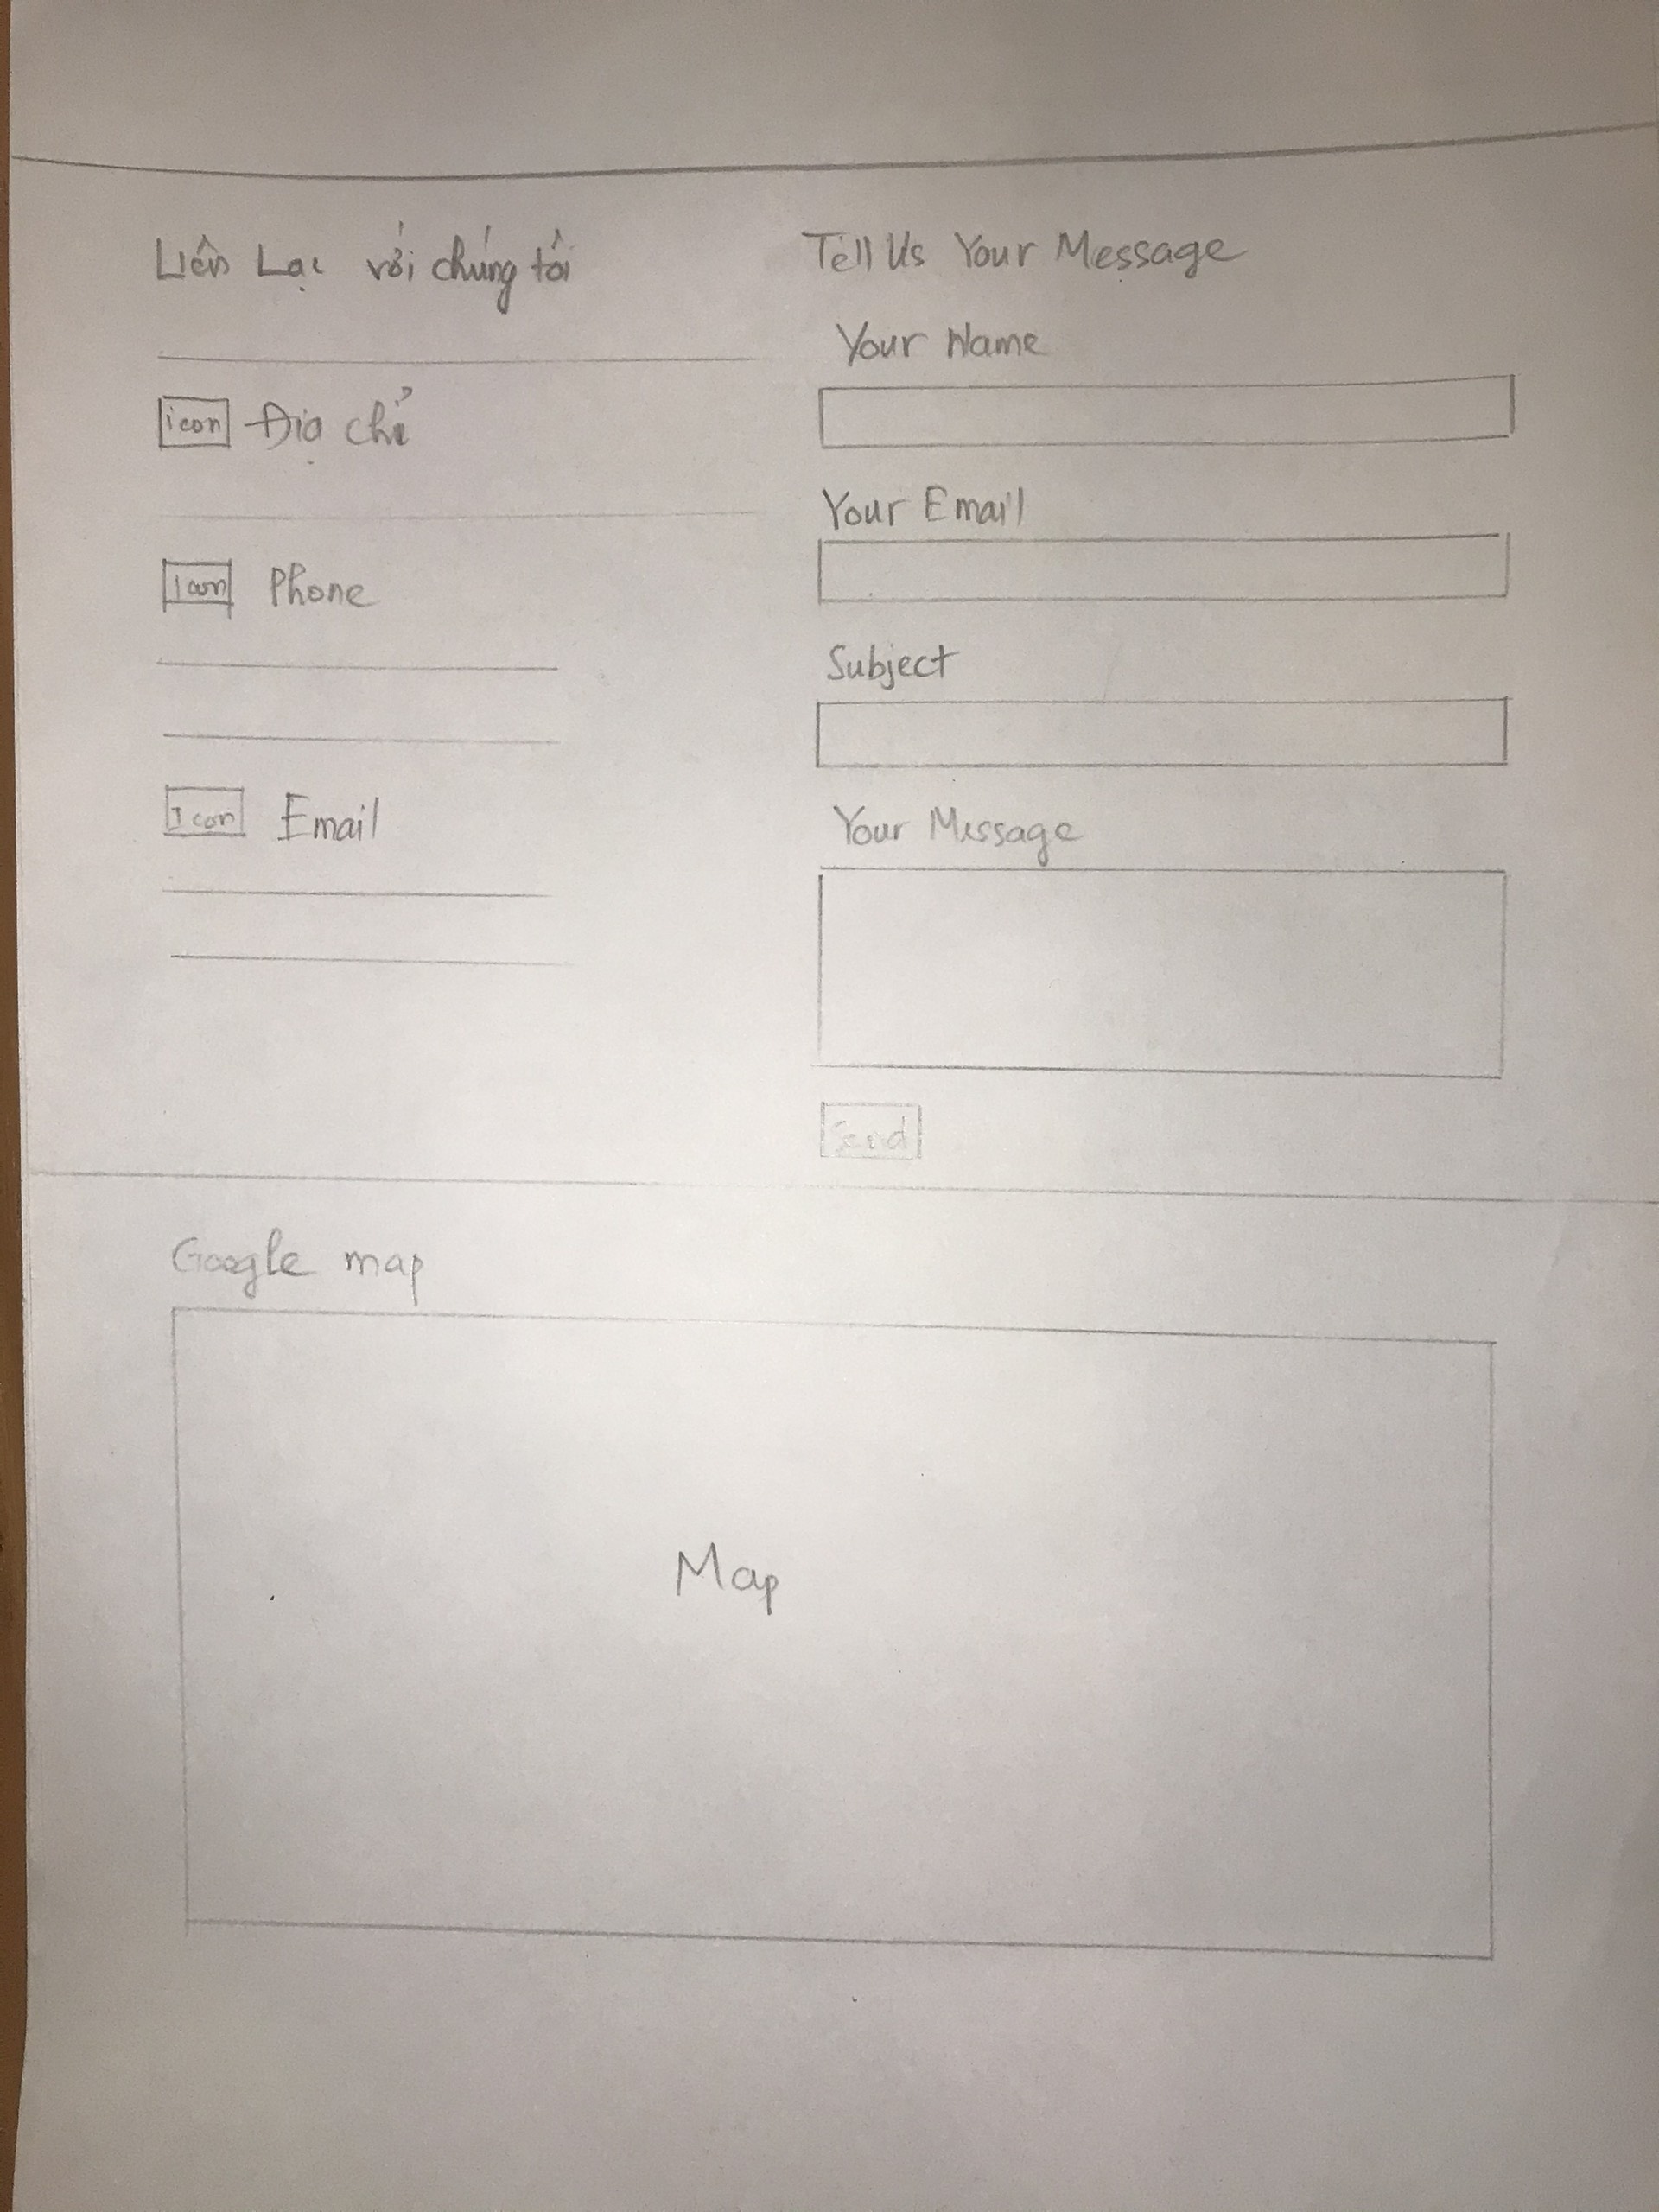 Liên Lạc với chúng tôi
icon Địa chỉ
Icon Phone
Icon Email
Tell Us Your Message
Your Name
Your Email
Subject
Your Message
Send
Google map
Map